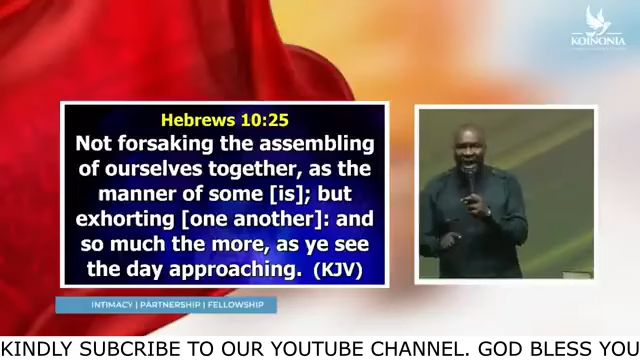 KOINONIA
Hebrews 10:25
Not forsaking the assembling
of ourselves together, as the
manner of some [is]; but
exhorting [one another]: and
so much the more, as ye see
the day approaching. (KJV)
INTIMACY | PARTNERSHIP | FELLOWSHIP
KINDLY SUBCRIBE TO OUR YOUTUBE CHANNEL. GOD BLESS YOU